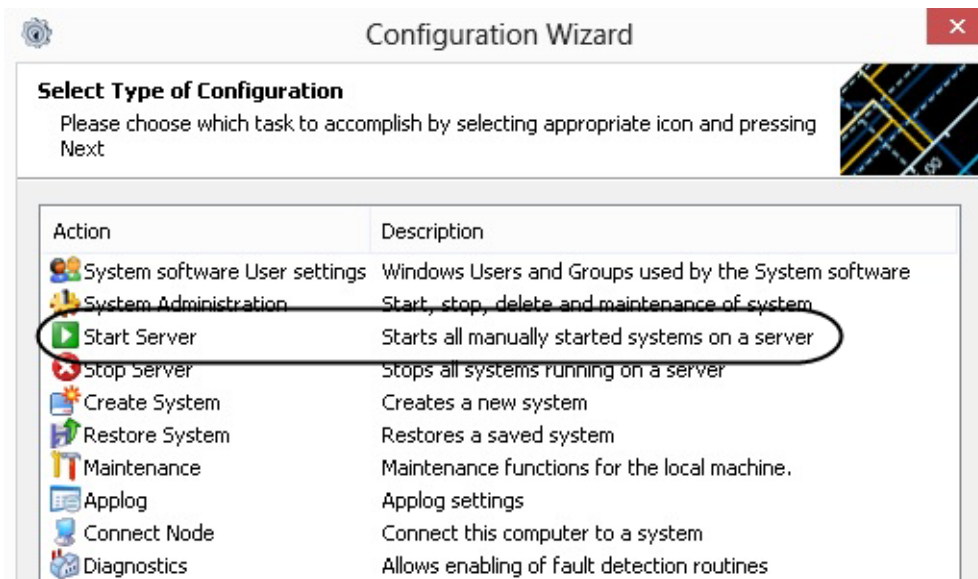 Configuration Wizard
Select Type of Configuration
Please choose which task to accomplish by selecting appropriate icon and pressing
Next
Action Description
System software User settings Windows Users and Groups used by the System software
System Administration Start, stop, delete and maintenance of system
Start Server Starts all manually started systems on a server
Stop Server Stops all systems running on a server
Create System Creates a new system
Restore System Restores a saved system
Maintenance Maintenance functions for the local machine.
Applog Applog settings
Connect Node Connect this computer to a system
Diagnostics Allows enabling of fault detection routines